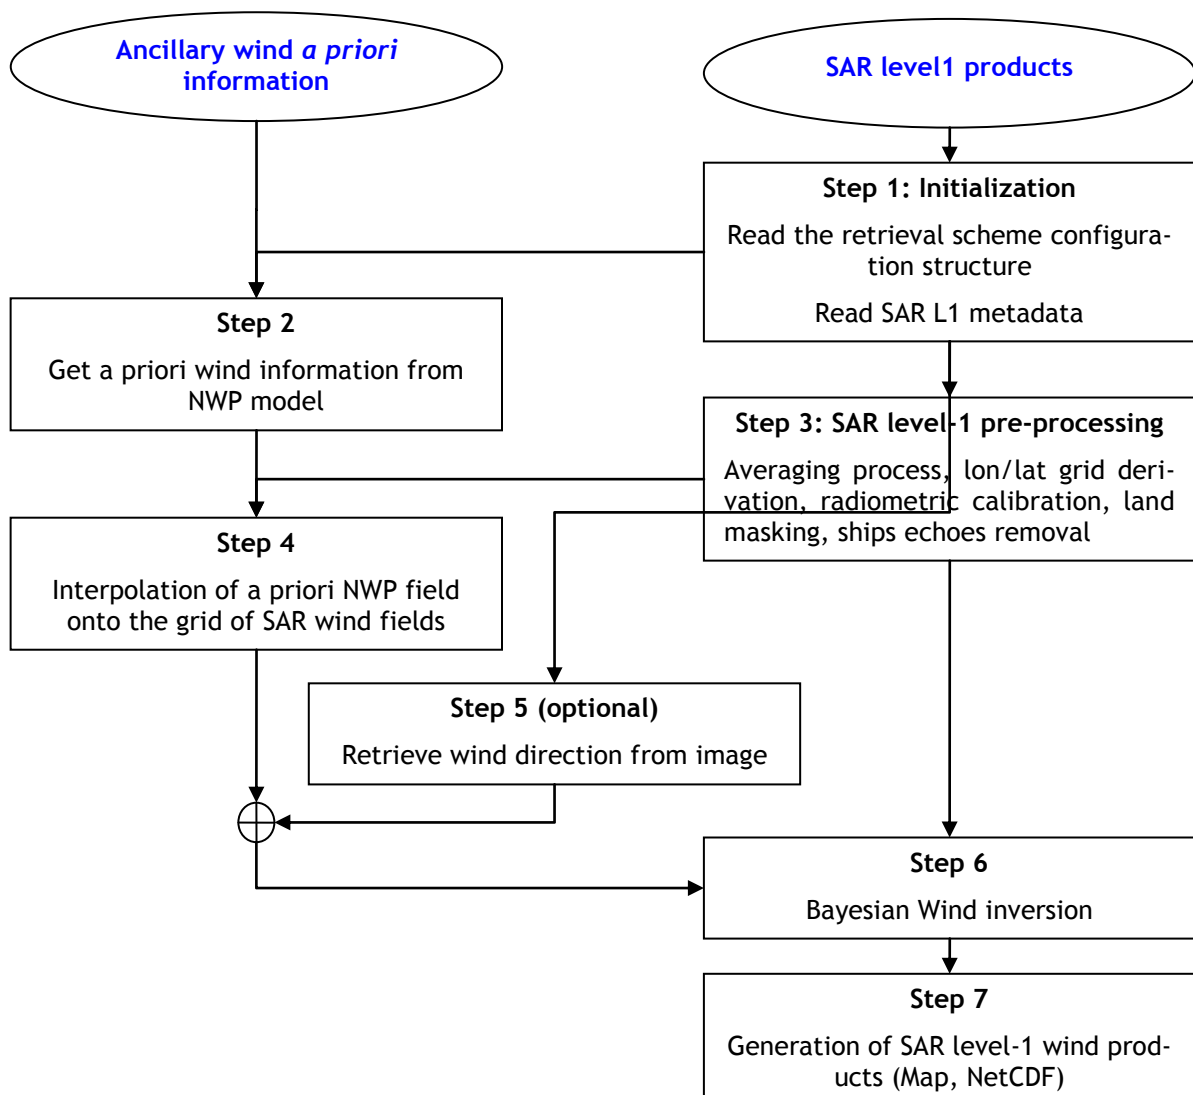 Ancillary wind a priori
information
SAR level1 products
Step 1: Initialization
Read the retrieval scheme configura-
tion structure
Read SAR L1 metadata
Step 2
Get a priori wind information from
NWP model
Step 3: SAR level-1 pre-processing
Averaging process, lon/lat grid deri-
vation, radiometric calibration, land
masking, ships echoes removal
Step 4
Interpolation of a priori NWP field
onto the grid of SAR wind fields
Step 5 (optional)
Retrieve wind direction from image
Step 6
Bayesian Wind inversion
Step 7
Generation of SAR level-1 wind prod-
ucts (Map, NetCDF)